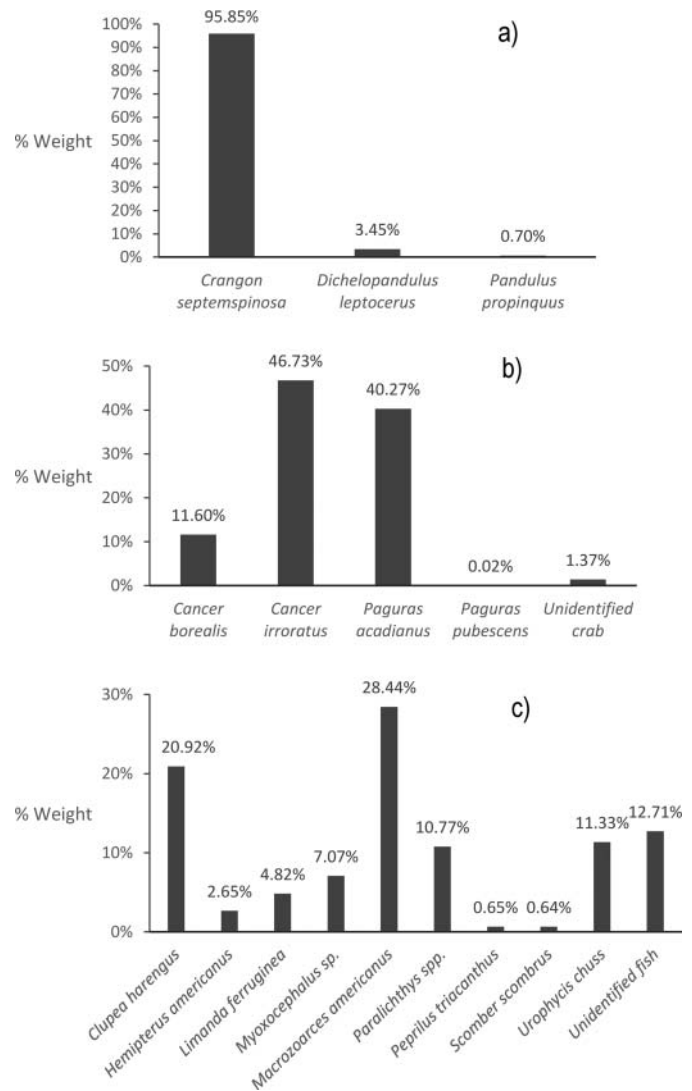 a)
100%
90%
80%
70%
60%
50%
40%
30%
20%
10%
0%
% Weight
95.85%
3.45%
0.70%
Crangon septemspinosa
Dichelopandulus leptocerus
Pandulus propinquus
b)
50%
40%
30%
20%
10%
0%
% Weight
11.60%
46.73%
40.27%
0.02%
1.37%
Cancer borealis
Cancer irroratus
Paguras acadianus
Paguras pubescens
Unidentified crab
c)
30%
20%
10%
0%
% Weight
20.92%
2.65%
4.82%
7.07%
28.44%
10.77%
0.65%
0.64%
11.33%
12.71%
Clupea harengus
Hemipterus americanus
Limanda ferruginea
Myoxocephalus sp.
Macrozoarces americanus
Paralichthys spp.
Peprilus triacanthus
Scomber scombrus
Urophycis chuss
Unidentified fish